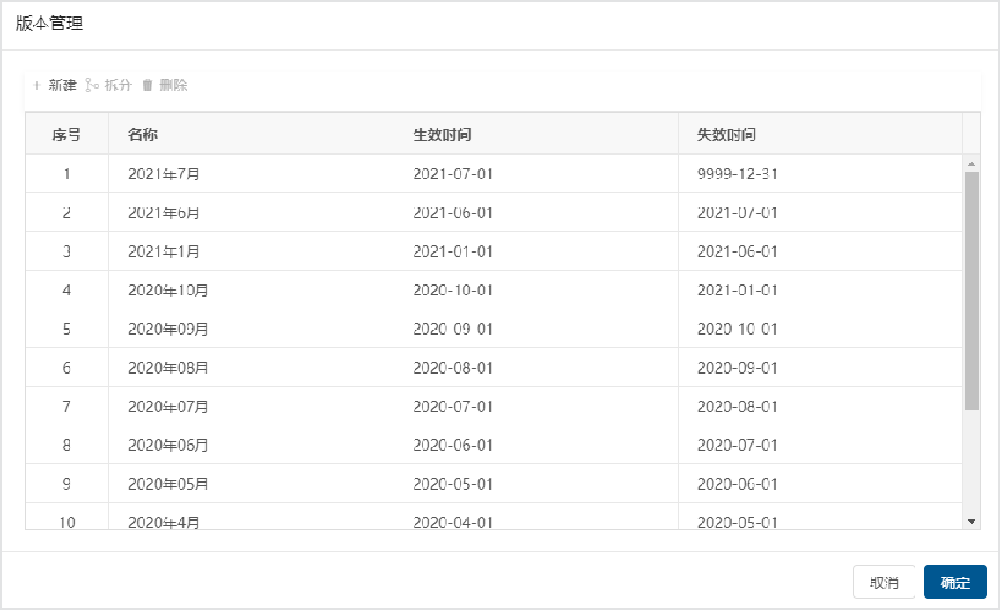 版本管理
新建 拆分 删除
序号 名称 生效时间 失效时间
1 2021年7月 2021-07-01 9999-12-31
2 2021年6月 2021-06-01 2021-07-01
3 2021年1月 2021-01-01 2021-06-01
4 2020年10月 2020-10-01 2021-01-01
5 2020年09月 2020-09-01 2020-10-01
6 2020年08月 2020-08-01 2020-09-01
7 2020年07月 2020-07-01 2020-08-01
8 2020年06月 2020-06-01 2020-07-01
9 2020年05月 2020-05-01 2020-06-01
10 2020年4月 2020-04-01 2020-05-01
取消 确定